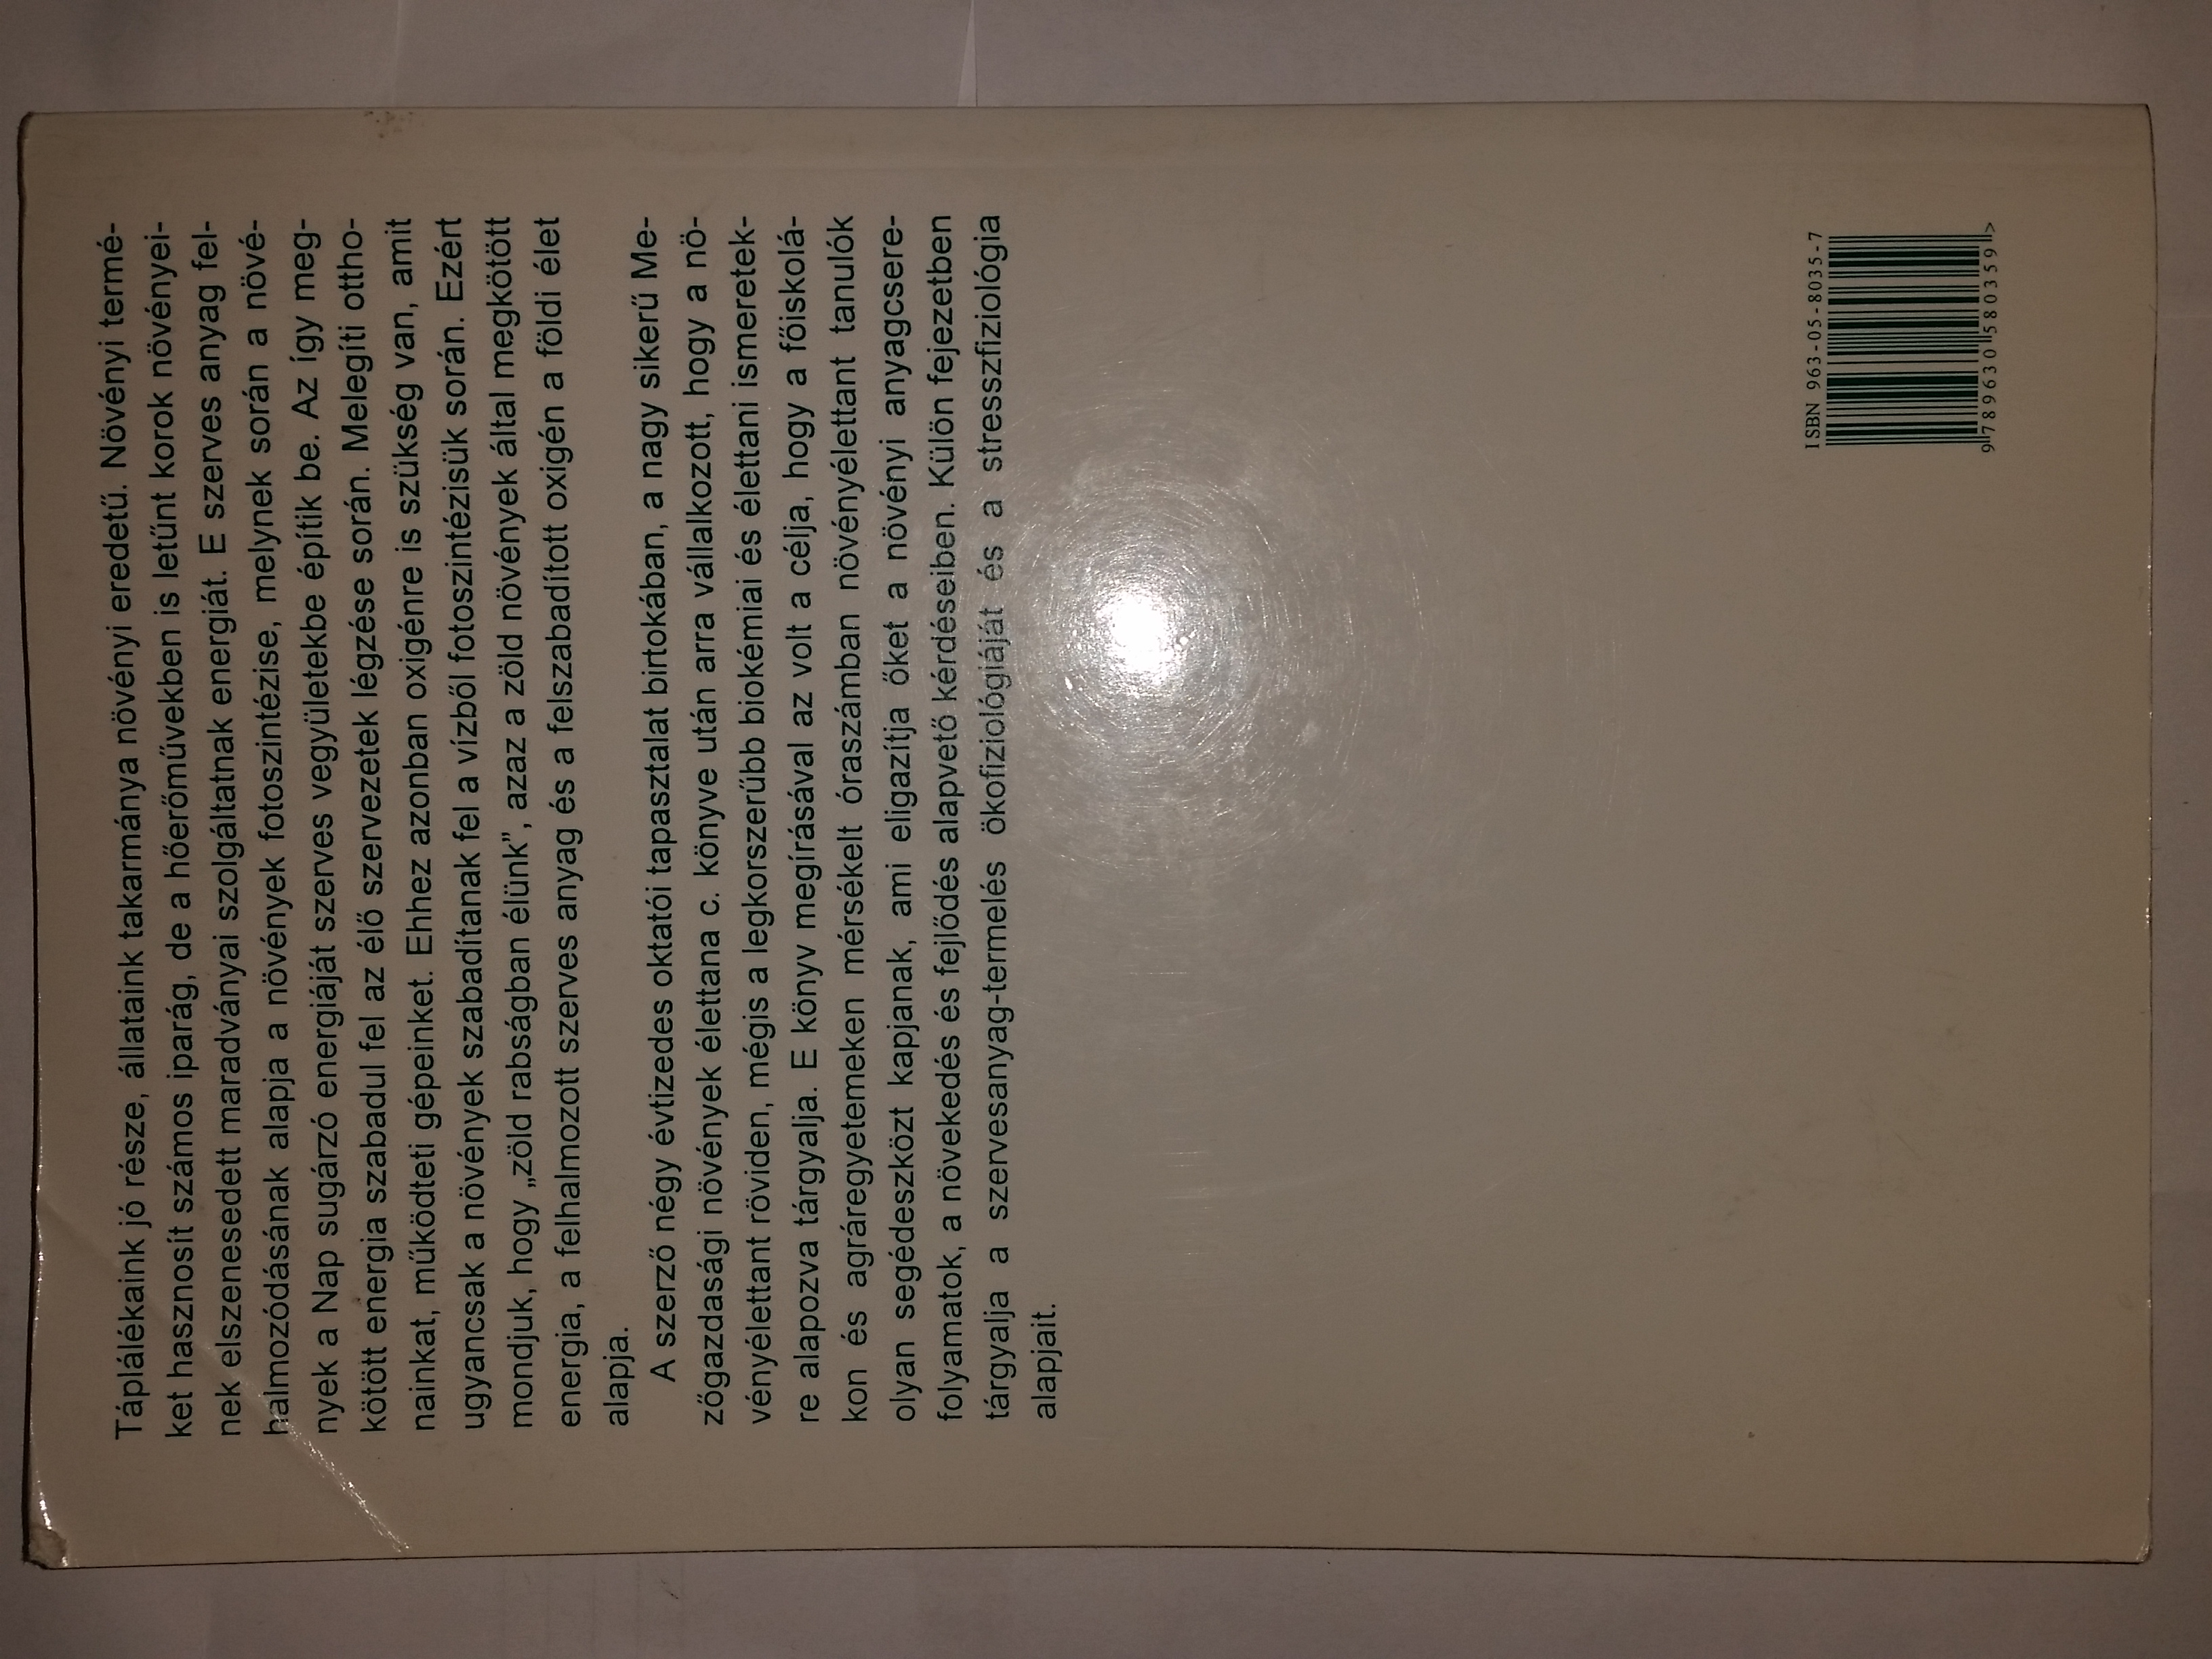 Táplálékaink jó része, állataink takarmánya növényi eredetű. Növényi termé-
ket hasznosít számos iparág, de a hőerőművekben is letűnt korok növényei-
nek elszenesedett maradványai szolgáltatnak energiát. E szerves anyag fel-
halmozódásának alapja a növények fotoszintézise, melynek során a növé-
nyek a Nap sugárzó energiáját szerves vegyületekbe építik be. Az így meg-
kötött energia szabadul fel az élő szervezetek légzése során. Melegíti ottho-
nainkat, működteti gépeinket. Ehhez azonban oxigénre is szükség van, amit
ugyancsak a növények szabadítanak fel a vízből fotoszintézisük során. Ezért
mondjuk, hogy „zöld rabságban élünk”, azaz a zöld növények által megkötött
energia, a felhalmozott szerves anyag és a felszabadított oxigén a földi élet
alapja.
A szerző négy évtizedes oktatói tapasztalat birtokában, a nagy sikerű Me-
zőgazdasági növények élettana c. könyve után arra vállalkozott, hogy a nö-
vényélettant röviden, mégis a legkorszerűbb biokémiai és élettani ismeretek-
re alapozva tárgyalja. E könyv megírásával az volt a célja, hogy a főiskolá-
kon és agráregyetemeken mérsékelt óraszámban növényélettant tanulók
olyan segédeszközt kapjanak, ami eligazítja őket a növényi anyagcsere-
folyamatok, a növekedés és fejlődés alapvető kérdéseiben. Külön fejezetben
tárgyalja a szervesanyag-termelés ökofiziológiáját és a stresszfiziológia
alapjait.
ISBN 963-05-8035-7
9 789630 580359 >